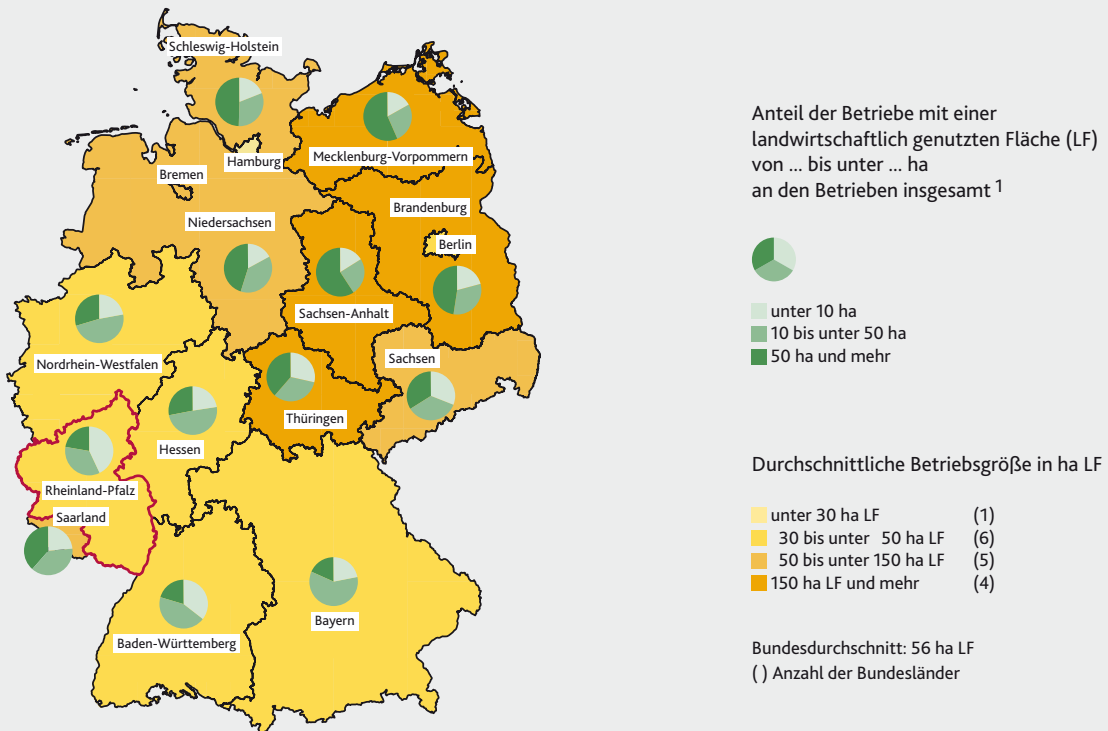 Schleswig-Holstein
Hamburg
Mecklenburg-Vorpommern
Bremen
Brandenburg
Niedersachsen
Berlin
Sachsen-Anhalt
Nordrhein-Westfalen
Sachsen
Thüringen
Hessen
Rheinland-Pfalz
Saarland
Bayern
Baden-Württemberg
Anteil der Betriebe mit einer
landwirtschaftlich genutzten Fläche (LF)
von ... bis unter ... ha
an den Betrieben insgesamt 1
unter 10 ha
10 bis unter 50 ha
50 ha und mehr
Durchschnittliche Betriebsgröße in ha LF
unter 30 ha LF (1)
30 bis unter 50 ha LF (6)
50 bis unter 150 ha LF (5)
150 ha LF und mehr (4)
Bundesdurchschnitt: 56 ha LF
( ) Anzahl der Bundesländer